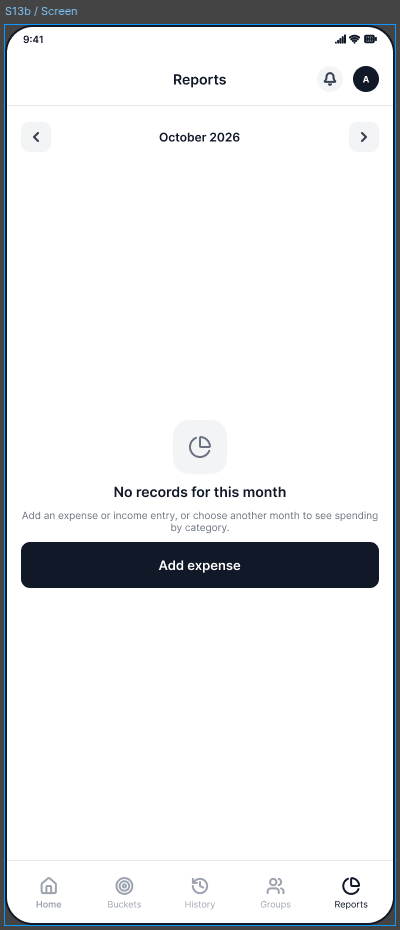 S13b / Screen
9:41
Reports
A
October 2026
No records for this month
Add an expense or income entry, or choose another month to see spending
by category.
Add expense
Home
Buckets
History
Groups
Reports